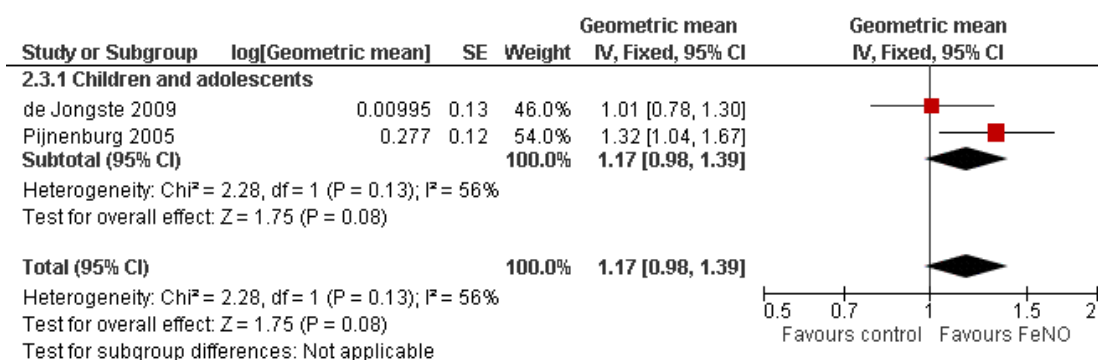 Geometric mean Geometric mean
Study or Subgroup log[Geometric mean] SE Weight IV, Fixed, 95% CI IV, Fixed, 95% CI
2.3.1 Children and adolescents
de Jongste 2009 0.00995 0.13 46.0% 1.01 [0.78, 1.30]
Pijnenburg 2005 0.277 0.12 54.0% 1.32 [1.04, 1.67]
Subtotal (95% CI) 100.0% 1.17 [0.98, 1.39]
Heterogeneity: Chi² = 2.28, df = 1 (P = 0.13); I² = 56%
Test for overall effect: Z = 1.75 (P = 0.08)
Total (95% CI) 100.0% 1.17 [0.98, 1.39]
Heterogeneity: Chi² = 2.28, df = 1 (P = 0.13); I² = 56%
Test for overall effect: Z = 1.75 (P = 0.08)
Test for subgroup differences: Not applicable
0.5 0.7 1 1.5 2
Favours control Favours FeNO